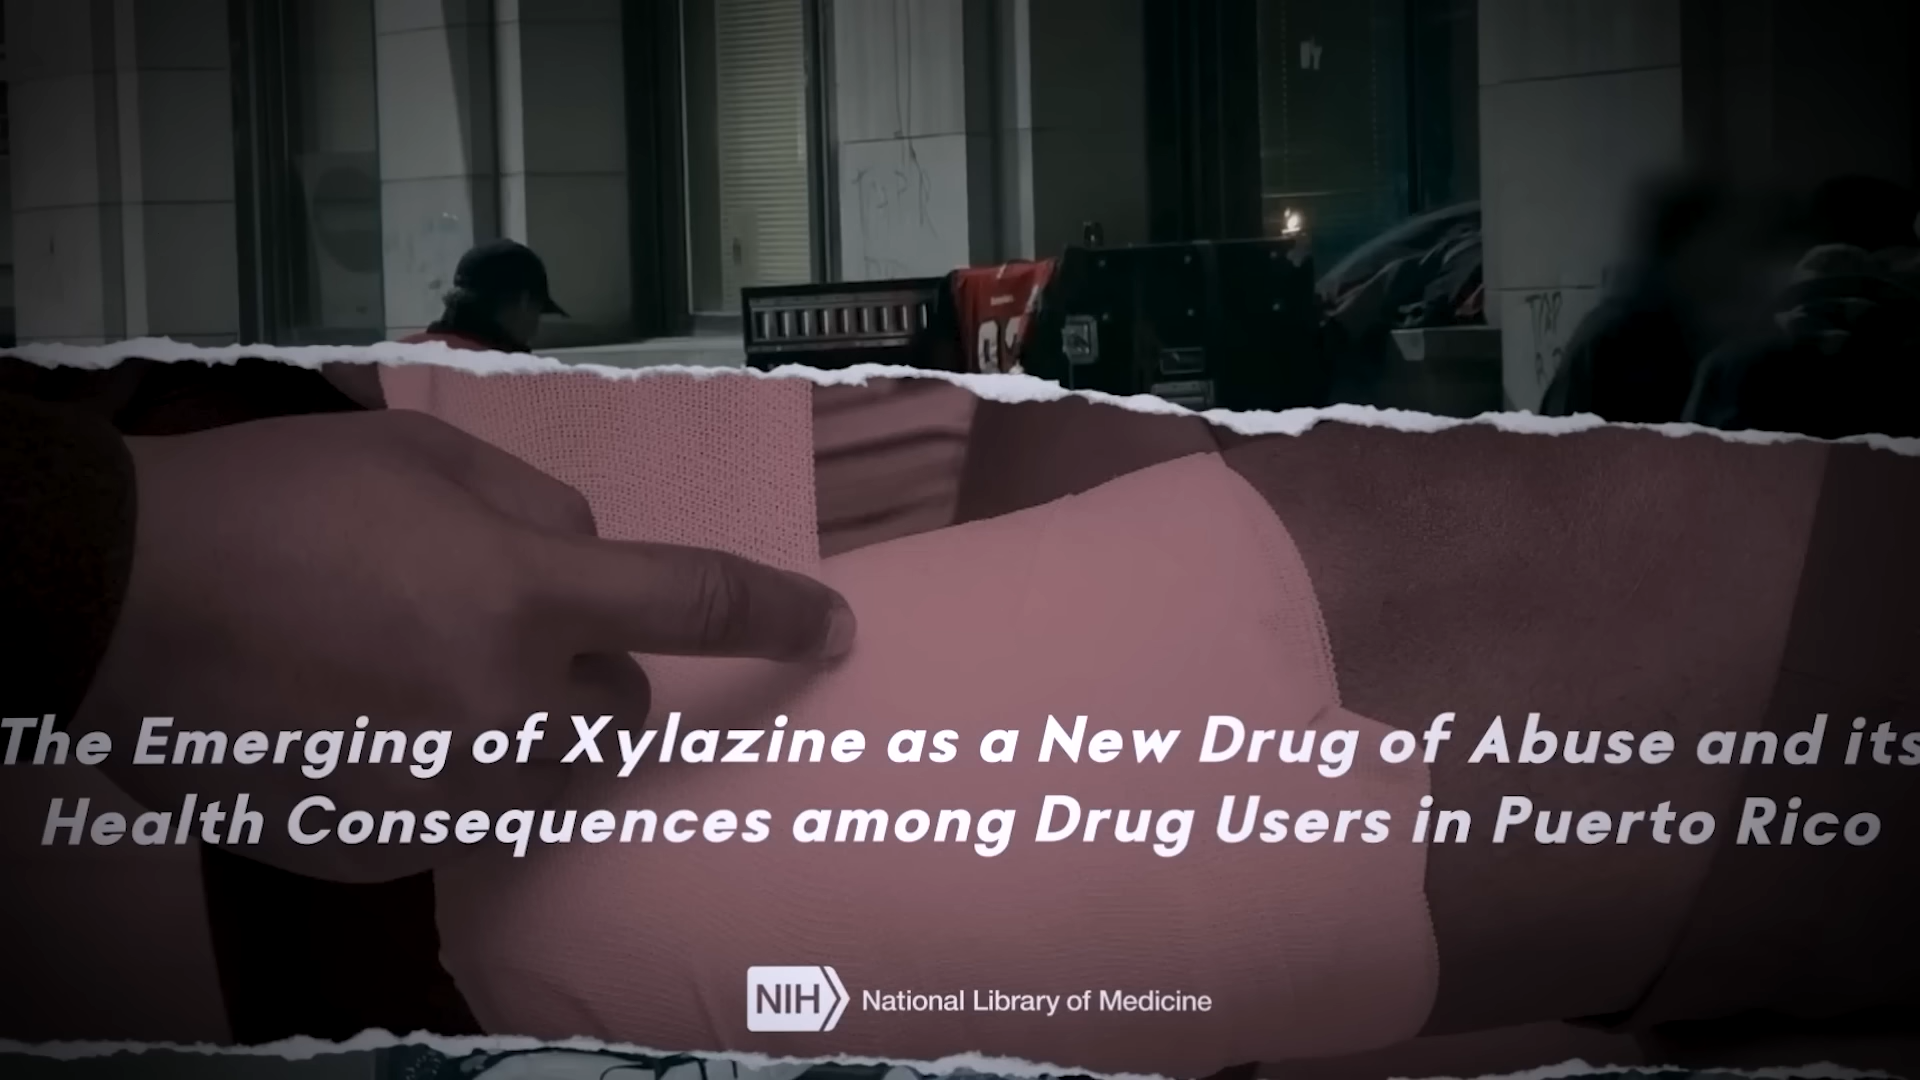 The Emerging of Xylazine as a New Drug of Abuse and its
Health Consequences among Drug Users in Puerto Rico
NIH National Library of Medicine